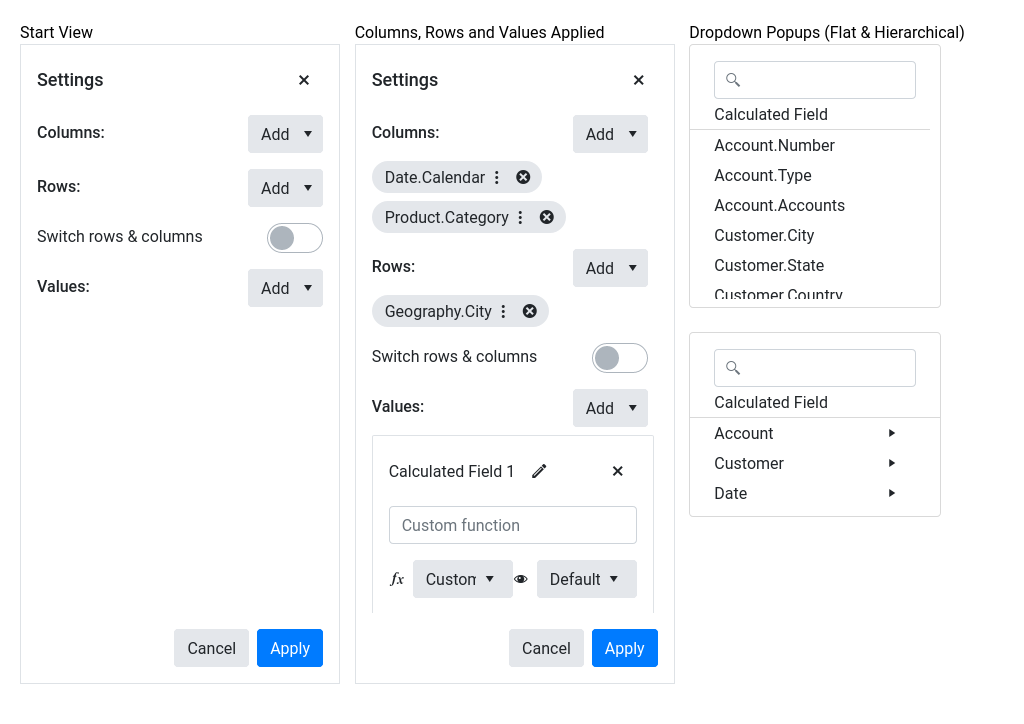 Start View
Settings
Columns:
Add
Rows:
Add
Switch rows & columns
Values:
Add
Cancel
Apply
Columns, Rows and Values Applied
Settings
Columns:
Add
Date.Calendar
Product.Category
Rows:
Add
Geography.City
Switch rows & columns
Values:
Add
Calculated Field 1
Custom function
fx
Custom
Default
Cancel
Apply
Dropdown Popups (Flat & Hierarchical)
Calculated Field
Account.Number
Account.Type
Account.Accounts
Customer.City
Customer.State
Customer.Country
Calculated Field
Account
Customer
Date